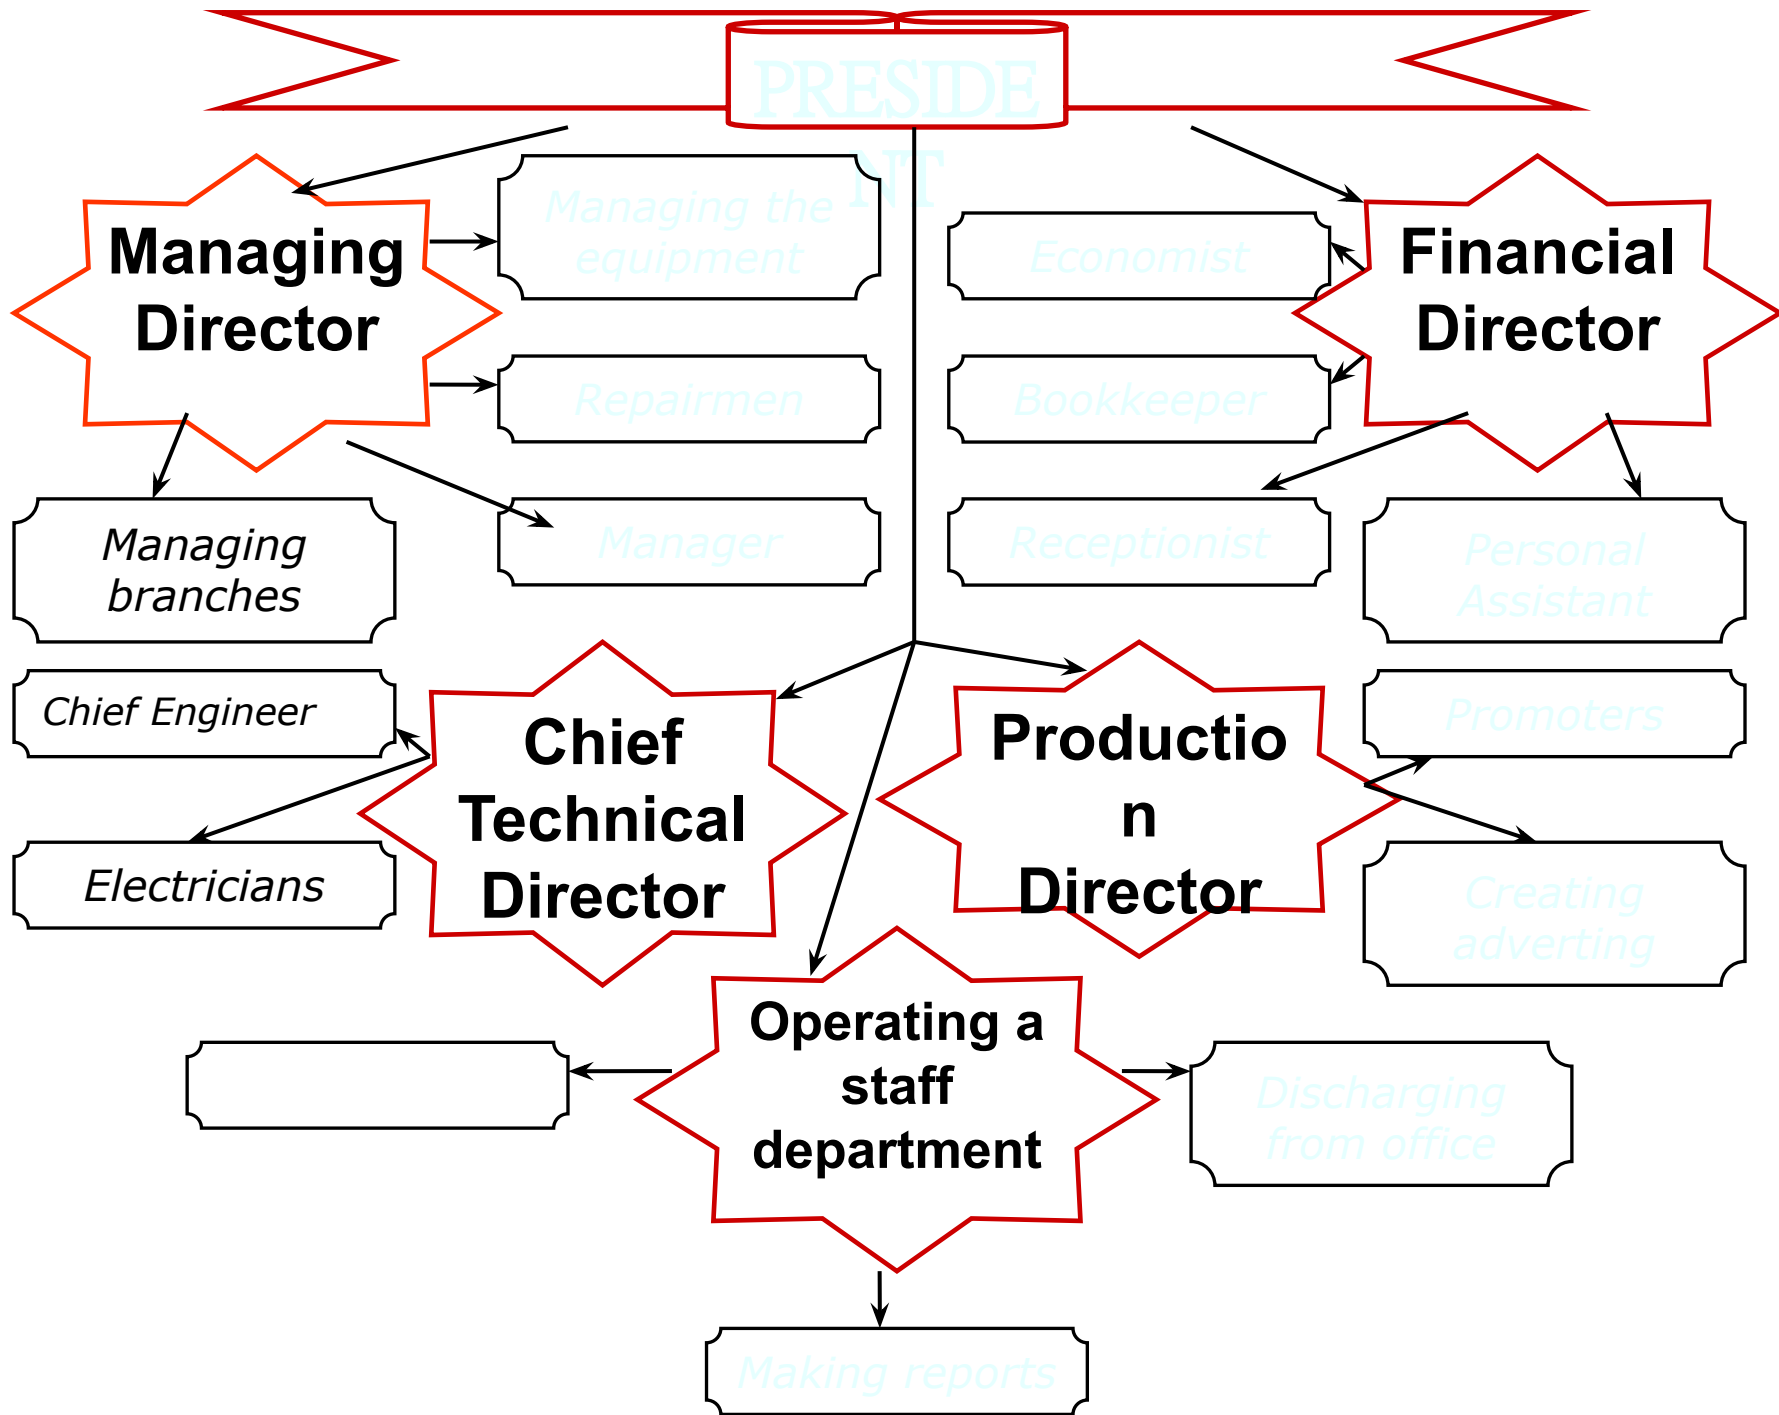 PRESIDE
NT
Managing
Director
Managing the
equipment
Repairmen
Manager
Managing
branches
Economist
Bookkeeper
Receptionist
Financial
Director
Personal
Assistant
Chief Engineer
Electricians
Chief
Technical
Director
Productio
n
Director
Promoters
Creating
adverting
Operating a
staff
department
Discharging
from office
Making reports